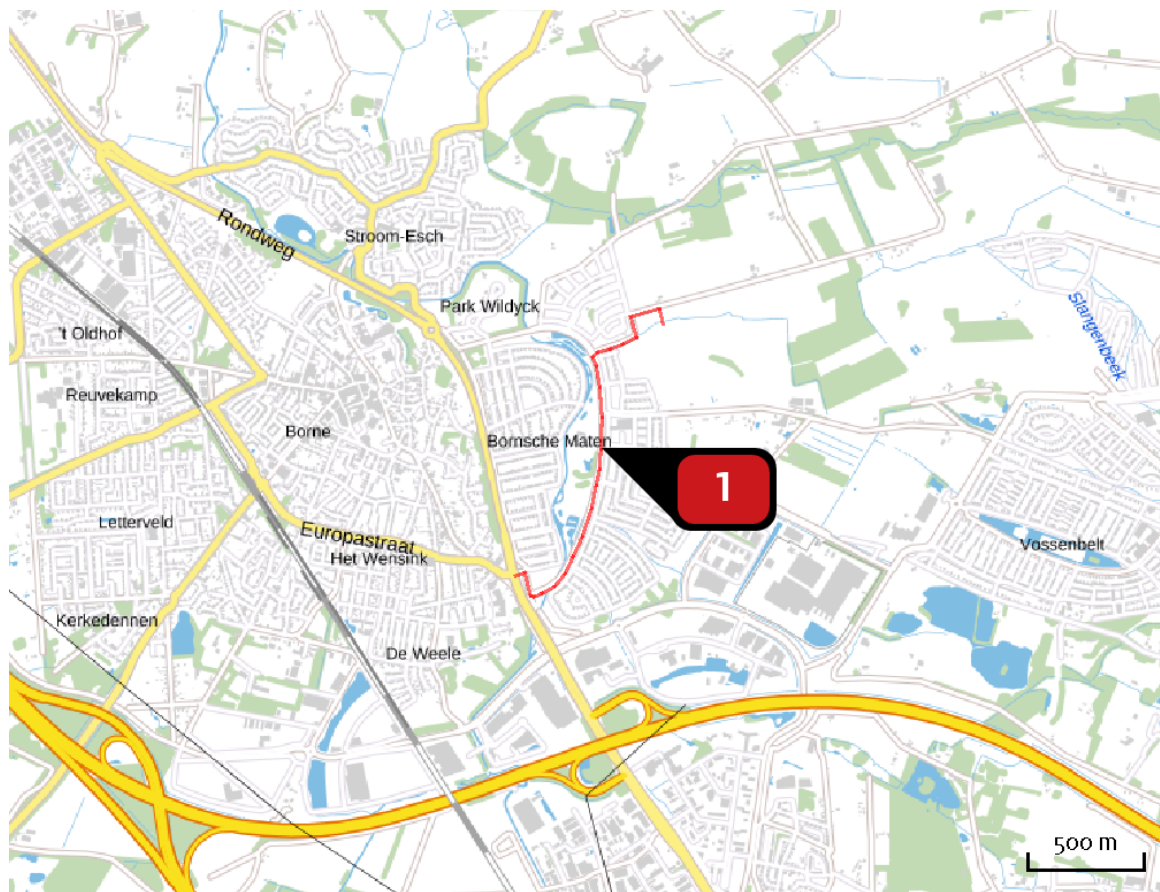 Rondweg
Stroom-Esch
Park Wildyck
't Oldhof
Slangenbeek
Reuvekamp
Borne
Bornsche Maten
1
Letterveld
Europastraat
Het Wensink
Vossenbelt
Kerkedennen
De Weele
500 m